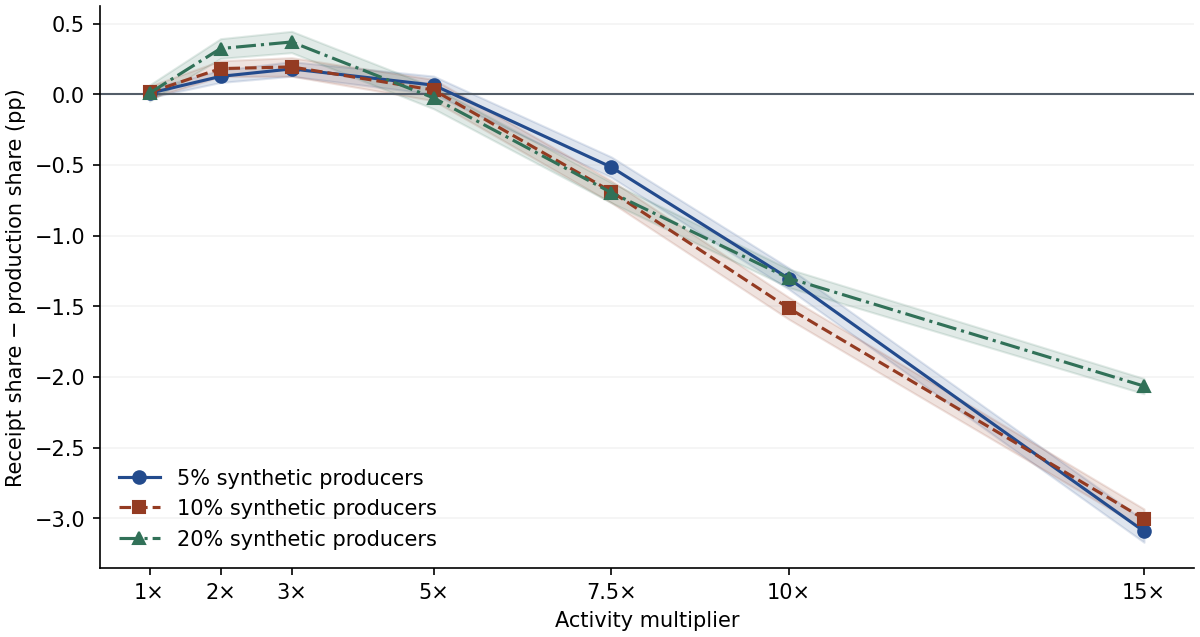 Receipt share − production share (pp)
0.5
0.0
−0.5
−1.0
−1.5
−2.0
−2.5
−3.0
5% synthetic producers
10% synthetic producers
20% synthetic producers
1× 2× 3× 5× 7.5× 10× 15×
Activity multiplier